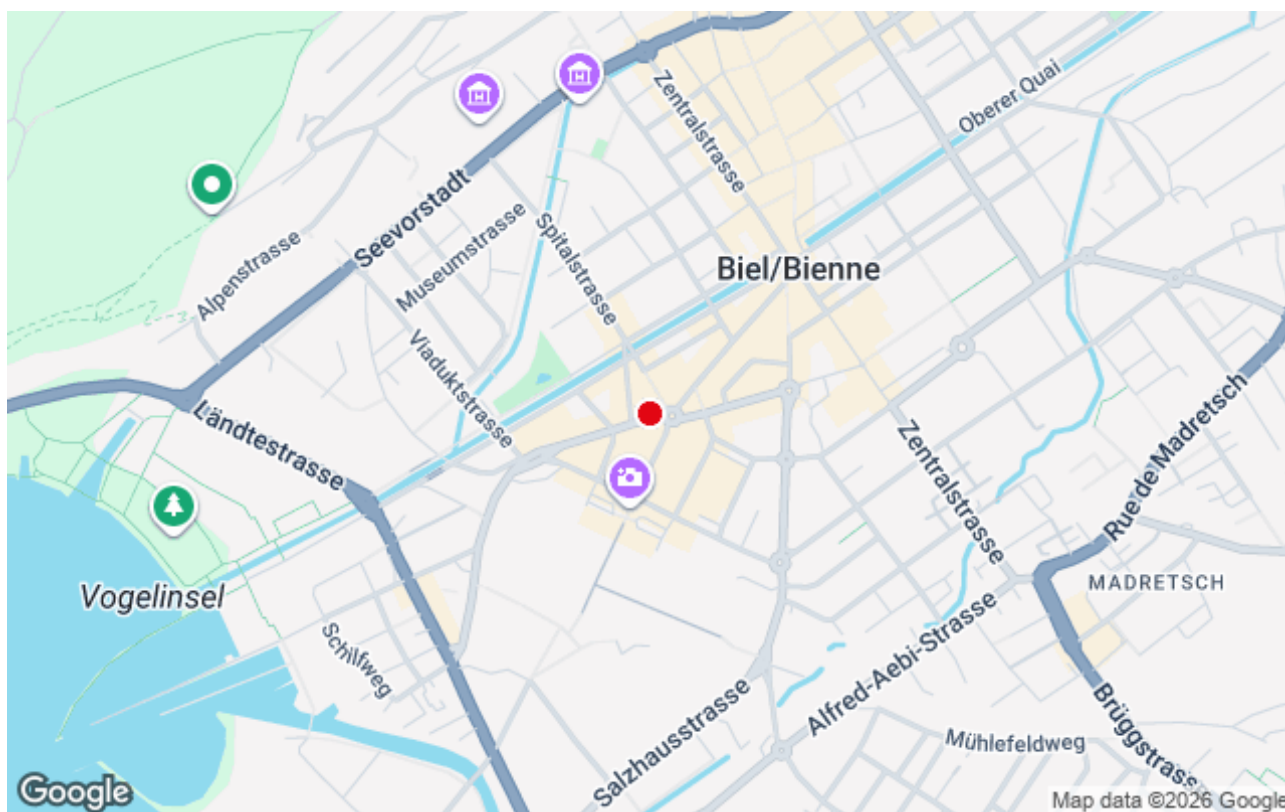 Zentralstrasse
Oberer Quai
Seevorstadt
Museumstrasse
Spitalstrasse
Alpenstrasse
Biel/Bienne
Viaduktstrasse
Ländtestrasse
Zentralstrasse
Rue de Madretsch
Vogelinsel
MADRETSCH
Schilfweg
Alfred-Aebi-Strasse
Salzhausstrasse
Mühlefeldweg
Brüggstrasse
Google
Map data ©2026 Google